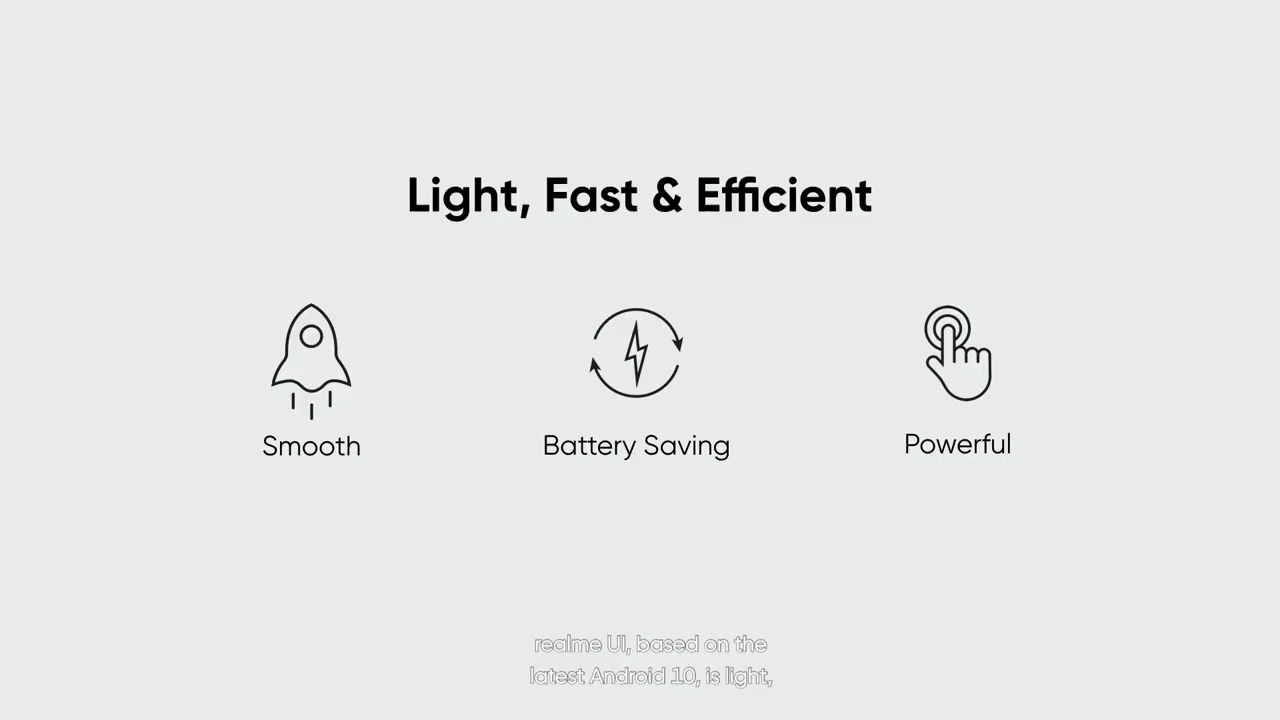 Light, Fast & Efficient
Smooth
Battery Saving
Powerful
realme UI, based on the
latest Android 10, is light,